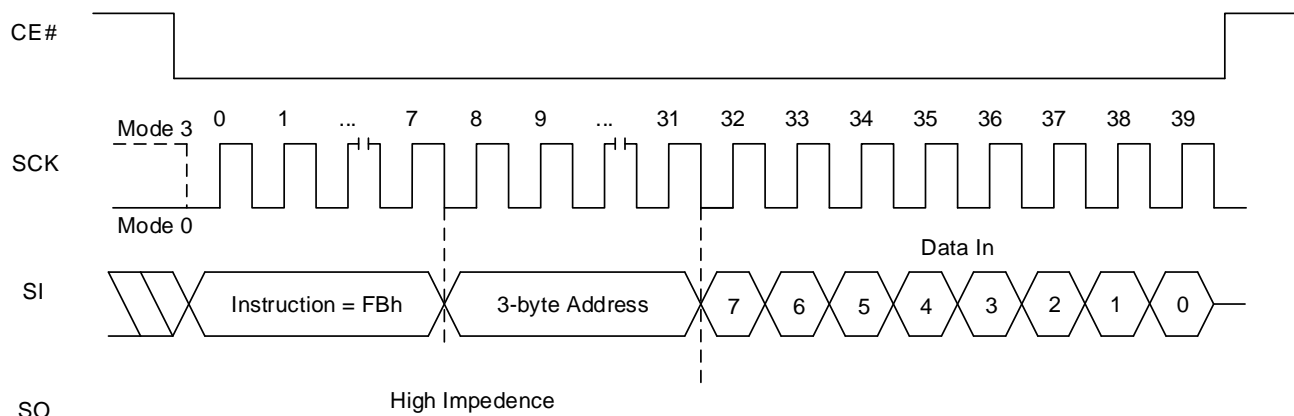 CE#
Mode 3
0 1 ... 7 8 9 ... 31 32 33 34 35 36 37 38 39
SCK
Mode 0
Data In
SI
Instruction = FBh
3-byte Address
7 6 5 4 3 2 1 0
High Impedence
SO